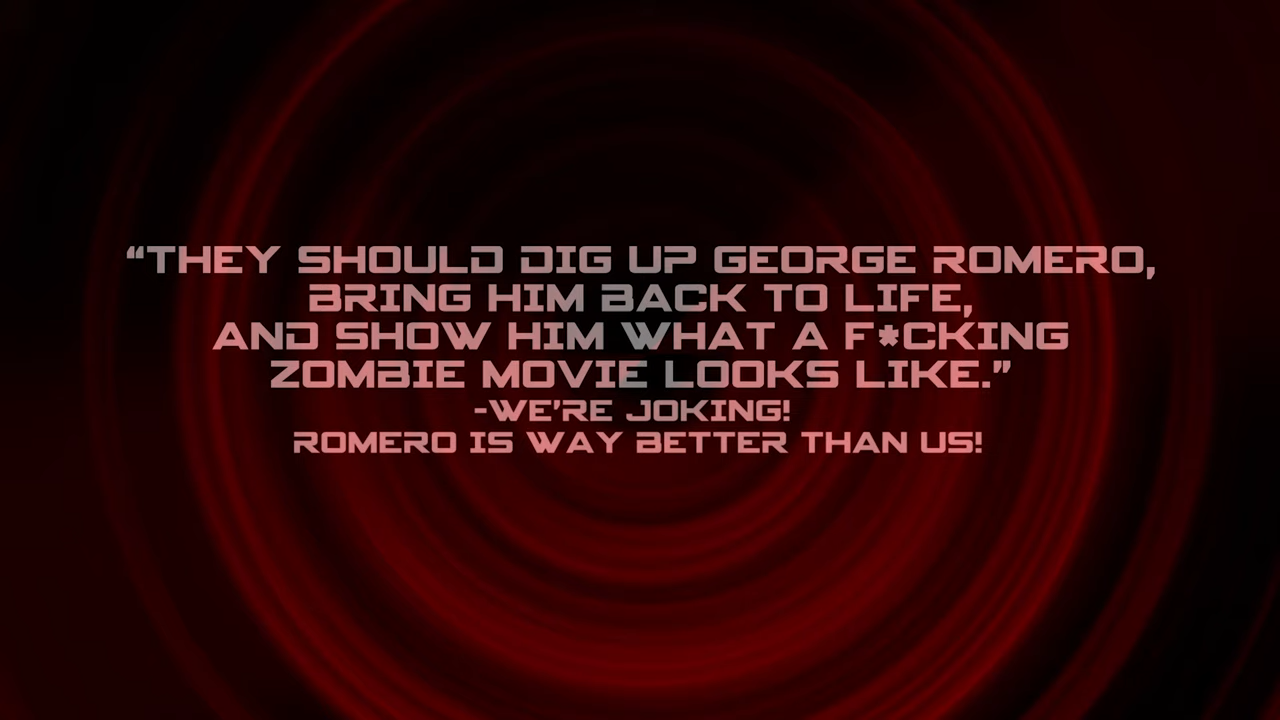 “THEY SHOULD DIG UP GEORGE ROMERO,
BRING HIM BACK TO LIFE,
AND SHOW HIM WHAT A F*CKING
ZOMBIE MOVIE LOOKS LIKE.”
-WE’RE JOKING!
ROMERO IS WAY BETTER THAN US!